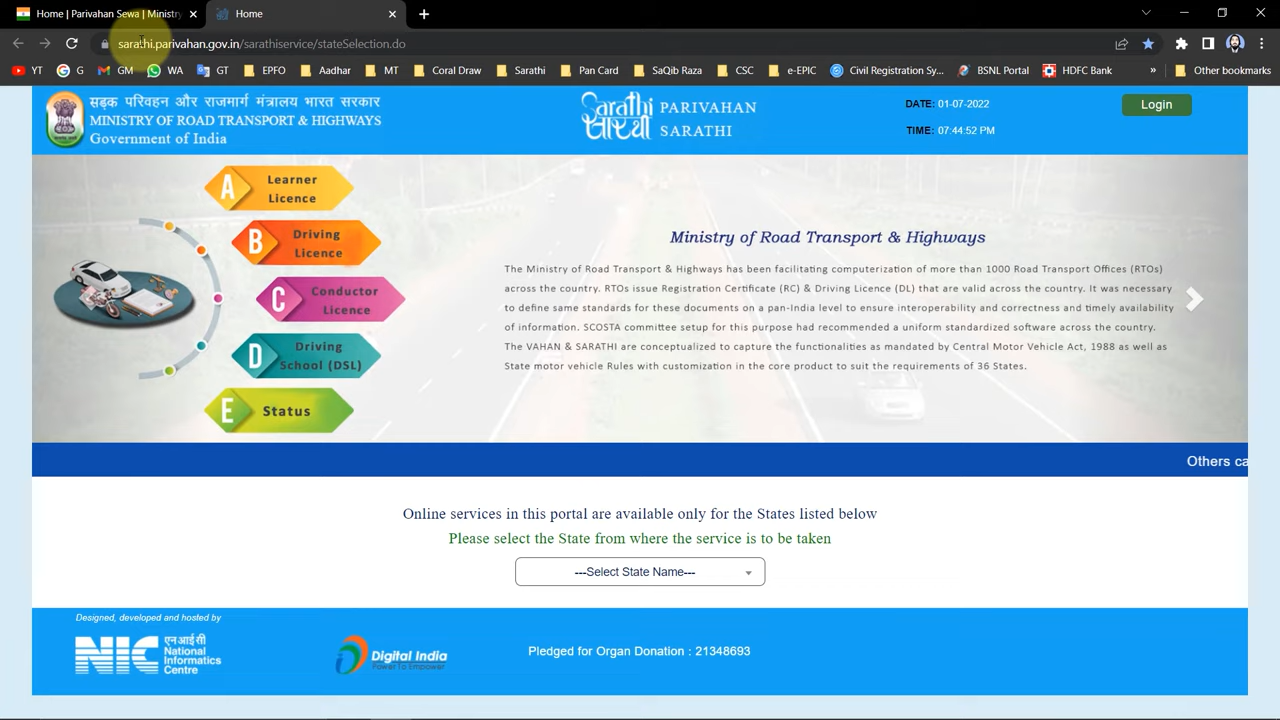 Home | Parivahan Sewa | Ministry
Home
sarathi.parivahan.gov.in/sarathiservice/stateSelection.do
YT
G
GM
WA
GT
EPFO
Aadhar
MT
Coral Draw
Sarathi
Pan Card
SaQib Raza
CSC
e-EPIC
Civil Registration Sy...
BSNL Portal
HDFC Bank
»
Other bookmarks
सड़क परिवहन और राजमार्ग मंत्रालय भारत सरकार
MINISTRY OF ROAD TRANSPORT & HIGHWAYS
Government of India
Sarathi
सारथी
PARIVAHAN
SARATHI
DATE: 01-07-2022
TIME: 07:44:52 PM
Login
A
Learner
Licence
B
Driving
Licence
C
Conductor
Licence
D
Driving
School (DSL)
E
Status
Ministry of Road Transport & Highways
The Ministry of Road Transport & Highways has been facilitating computerization of more than 1000 Road Transport Offices (RTOs)
across the country. RTOs issue Registration Certificate (RC) & Driving Licence (DL) that are valid across the country. It was necessary
to define same standards for these documents on a pan-India level to ensure interoperability and correctness and timely availability
of information. SCOSTA committee setup for this purpose had recommended a uniform standardized software across the country.
The VAHAN & SARATHI are conceptualized to capture the functionalities as mandated by Central Motor Vehicle Act, 1988 as well as
State motor vehicle Rules with customization in the core product to suit the requirements of 36 States.
Others ca
Online services in this portal are available only for the States listed below
Please select the State from where the service is to be taken
---Select State Name---
Designed, developed and hosted by
NIC
एनआईसी
National
Informatics
Centre
Digital India
Power To Empower
Pledged for Organ Donation : 21348693